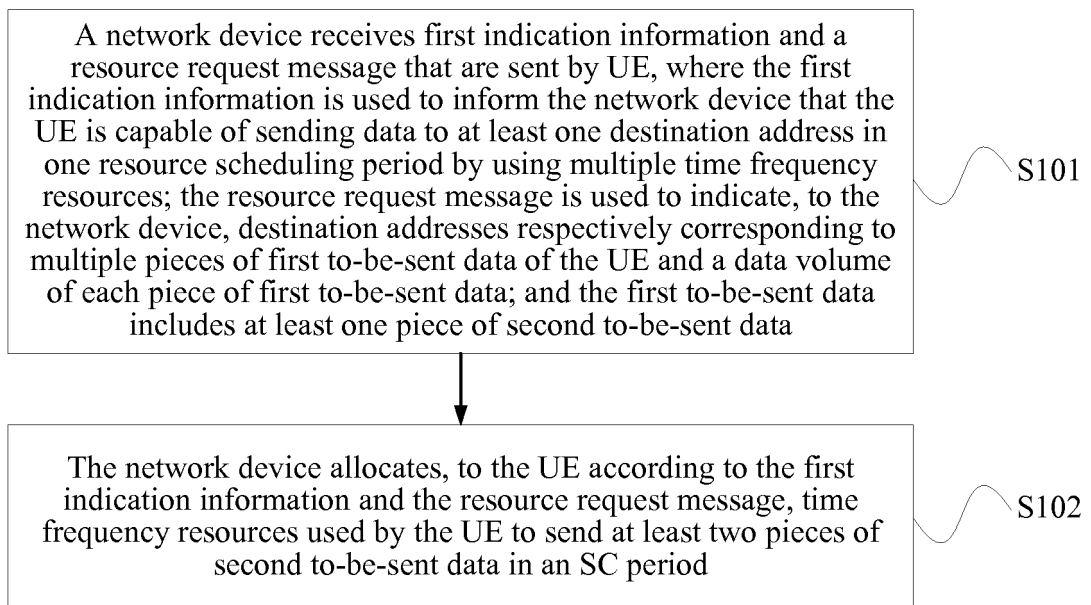 A network device receives first indication information and a
resource request message that are sent by UE, where the first
indication information is used to inform the network device that the
UE is capable of sending data to at least one destination address in
one resource scheduling period by using multiple time frequency
resources; the resource request message is used to indicate, to the
network device, destination addresses respectively corresponding to
multiple pieces of first to-be-sent data of the UE and a data volume
of each piece of first to-be-sent data; and the first to-be-sent data
includes at least one piece of second to-be-sent data
S101
The network device allocates, to the UE according to the first
indication information and the resource request message, time
frequency resources used by the UE to send at least two pieces of
second to-be-sent data in an SC period
S102